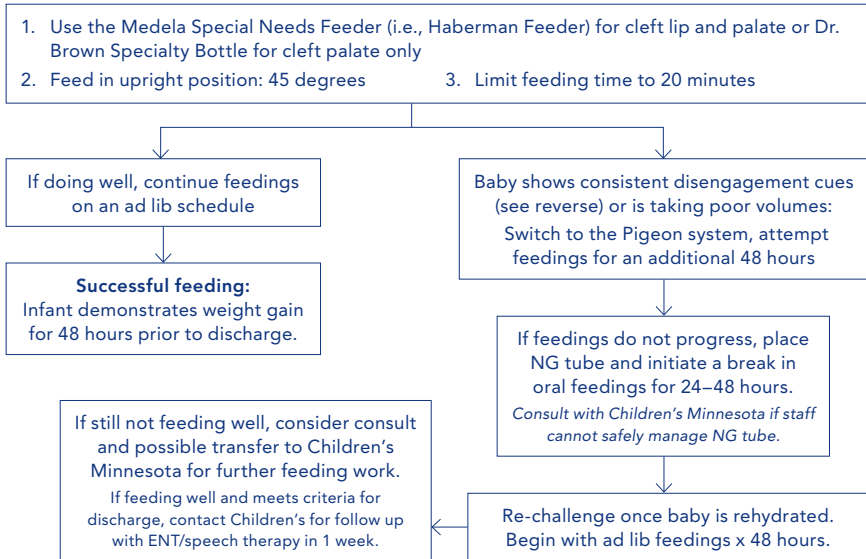 1. Use the Medela Special Needs Feeder (i.e., Haberman Feeder) for cleft lip and palate or Dr.
Brown Specialty Bottle for cleft palate only
2. Feed in upright position: 45 degrees
3. Limit feeding time to 20 minutes
If doing well, continue feedings
on an ad lib schedule
Successful feeding:
Infant demonstrates weight gain
for 48 hours prior to discharge.
Baby shows consistent disengagement cues
(see reverse) or is taking poor volumes:
Switch to the Pigeon system, attempt
feedings for an additional 48 hours
If feedings do not progress, place
NG tube and initiate a break in
oral feedings for 24–48 hours.
Consult with Children’s Minnesota if staff
cannot safely manage NG tube.
Re-challenge once baby is rehydrated.
Begin with ad lib feedings x 48 hours.
If still not feeding well, consider consult
and possible transfer to Children’s
Minnesota for further feeding work.
If feeding well and meets criteria for
discharge, contact Children’s for follow up
with ENT/speech therapy in 1 week.